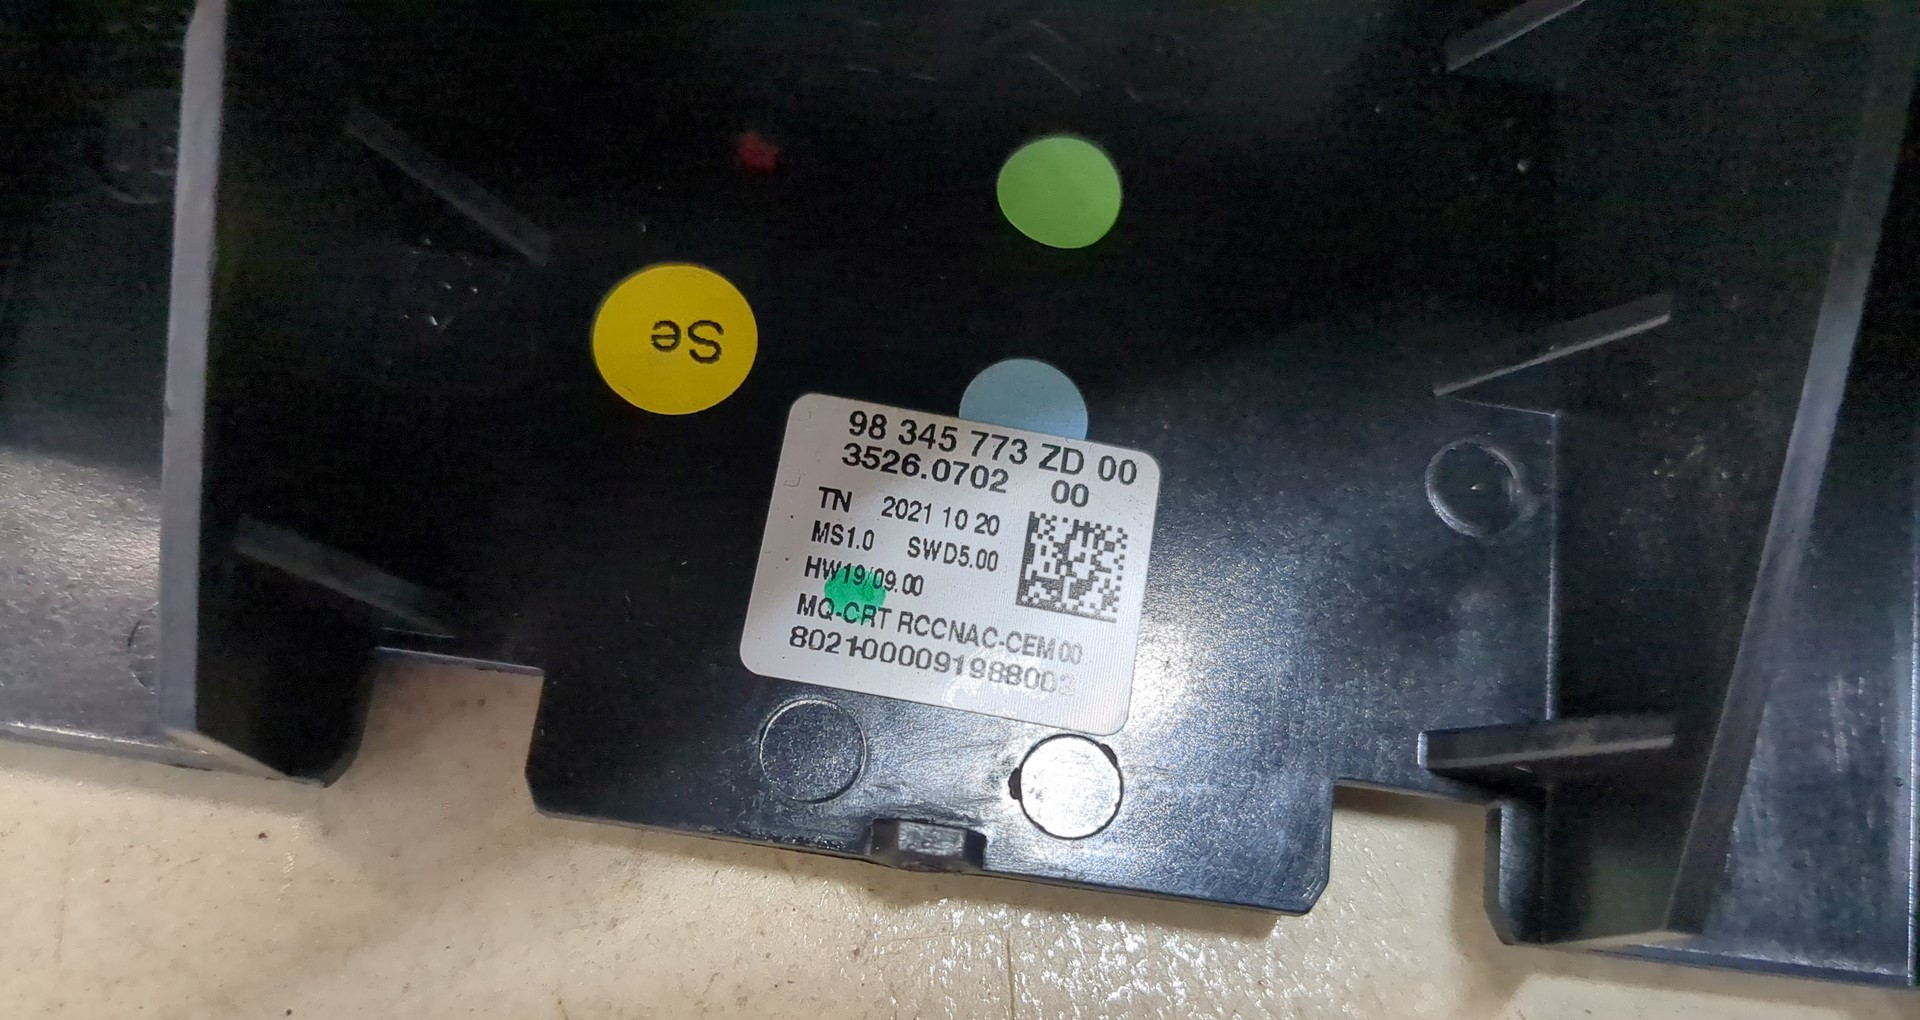 Se
98 345 773 ZD 00
3526.0702 00
TN 2021 10 20
MS1.0 SWD5.00
HW19/09.00
MQ-CRT RCCNAC-CEM 00
8021000091988003